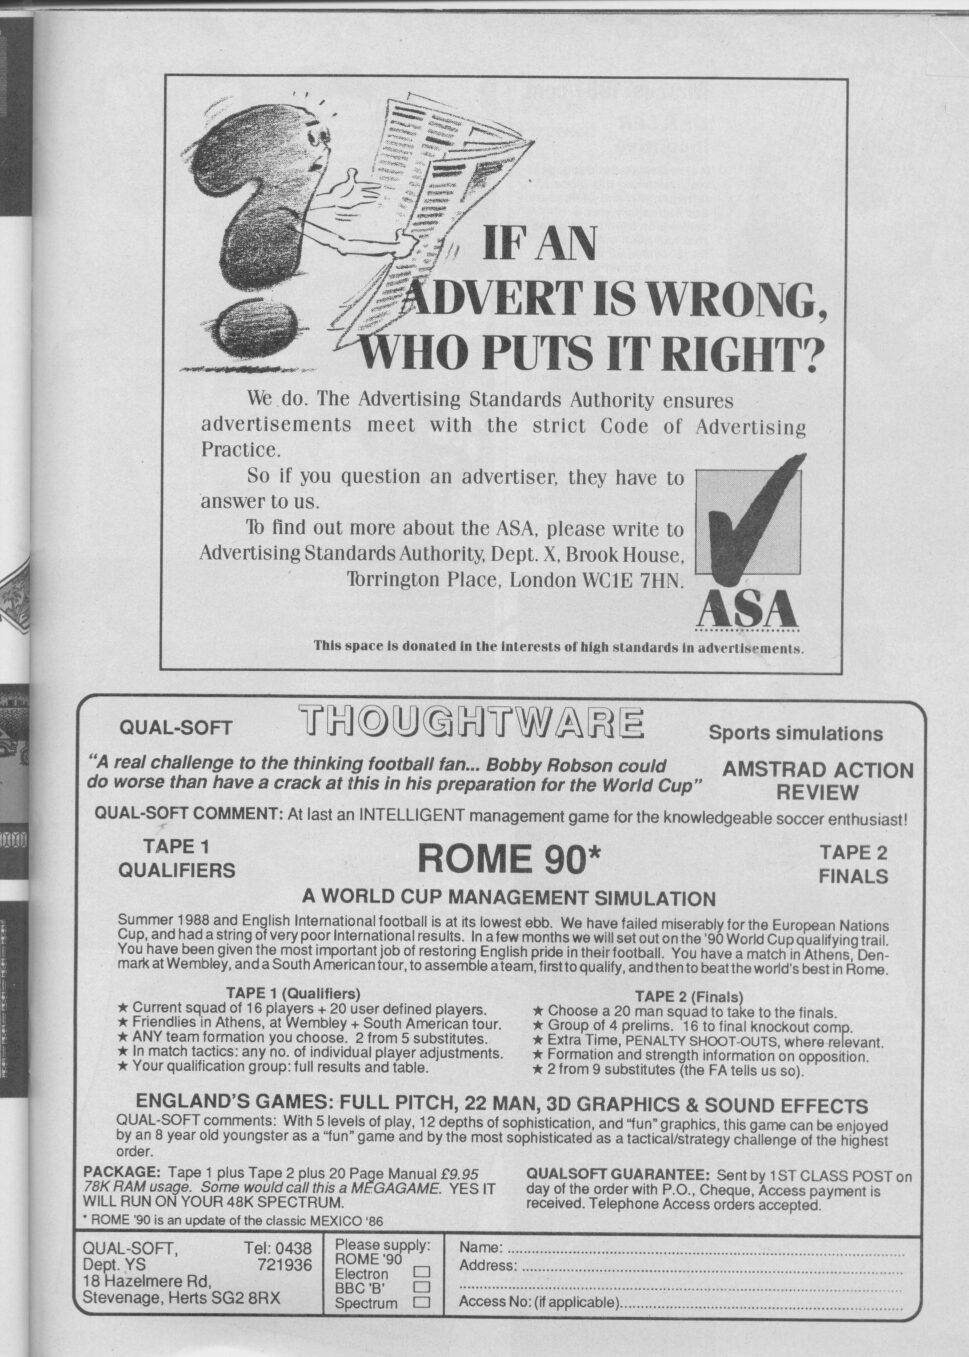 IF AN
ADVERT IS WRONG,
WHO PUTS IT RIGHT?
We do. The Advertising Standards Authority ensures
advertisements meet with the strict Code of Advertising
Practice.
So if you question an advertiser, they have to
answer to us.
To find out more about the ASA, please write to
Advertising Standards Authority, Dept. X, Brook House,
Torrington Place, London WC1E 7HN.
ASA
This space is donated in the interests of high standards in advertisements.
QUAL-SOFT
THOUGHTWARE
Sports simulations
"A real challenge to the thinking football fan... Bobby Robson could
do worse than have a crack at this in his preparation for the World Cup"
AMSTRAD ACTION
REVIEW
QUAL-SOFT COMMENT: At last an INTELLIGENT management game for the knowledgeable soccer enthusiast!
TAPE 1
QUALIFIERS
ROME 90*
TAPE 2
FINALS
A WORLD CUP MANAGEMENT SIMULATION
Summer 1988 and English International football is at its lowest ebb. We have failed miserably for the European Nations
Cup, and had a string of very poor International results. In a few months we will set out on the '90 World Cup qualifying trail.
You have been given the most important job of restoring English pride in their football. You have a match in Athens, Den-
mark at Wembley, and a South American tour, to assemble a team, first to qualify, and then to beat the world's best in Rome.
TAPE 1 (Qualifiers)
★ Current squad of 16 players + 20 user defined players.
★ Friendlies in Athens, at Wembley + South American tour.
★ ANY team formation you choose. 2 from 5 substitutes.
★ In match tactics: any no. of individual player adjustments.
★ Your qualification group: full results and table.
TAPE 2 (Finals)
★ Choose a 20 man squad to take to the finals.
★ Group of 4 prelims. 16 to final knockout comp.
★ Extra Time, PENALTY SHOOT-OUTS, where relevant.
★ Formation and strength information on opposition.
★ 2 from 9 substitutes (the FA tells us so).
ENGLAND'S GAMES: FULL PITCH, 22 MAN, 3D GRAPHICS & SOUND EFFECTS
QUAL-SOFT comments: With 5 levels of play, 12 depths of sophistication, and "fun" graphics, this game can be enjoyed
by an 8 year old youngster as a "fun" game and by the most sophisticated as a tactical/strategy challenge of the highest
order.
PACKAGE: Tape 1 plus Tape 2 plus 20 Page Manual £9.95
78K RAM usage. Some would call this a MEGAGAME. YES IT
WILL RUN ON YOUR 48K SPECTRUM.
* ROME '90 is an update of the classic MEXICO '86
QUALSOFT GUARANTEE: Sent by 1ST CLASS POST on
day of the order with P.O., Cheque, Access payment is
received. Telephone Access orders accepted.
QUAL-SOFT, Tel: 0438
Dept. YS 721936
18 Hazelmere Rd,
Stevenage, Herts SG2 8RX
Please supply:
ROME '90
Electron
BBC 'B'
Spectrum
Name:
Address:
Access No: (if applicable)